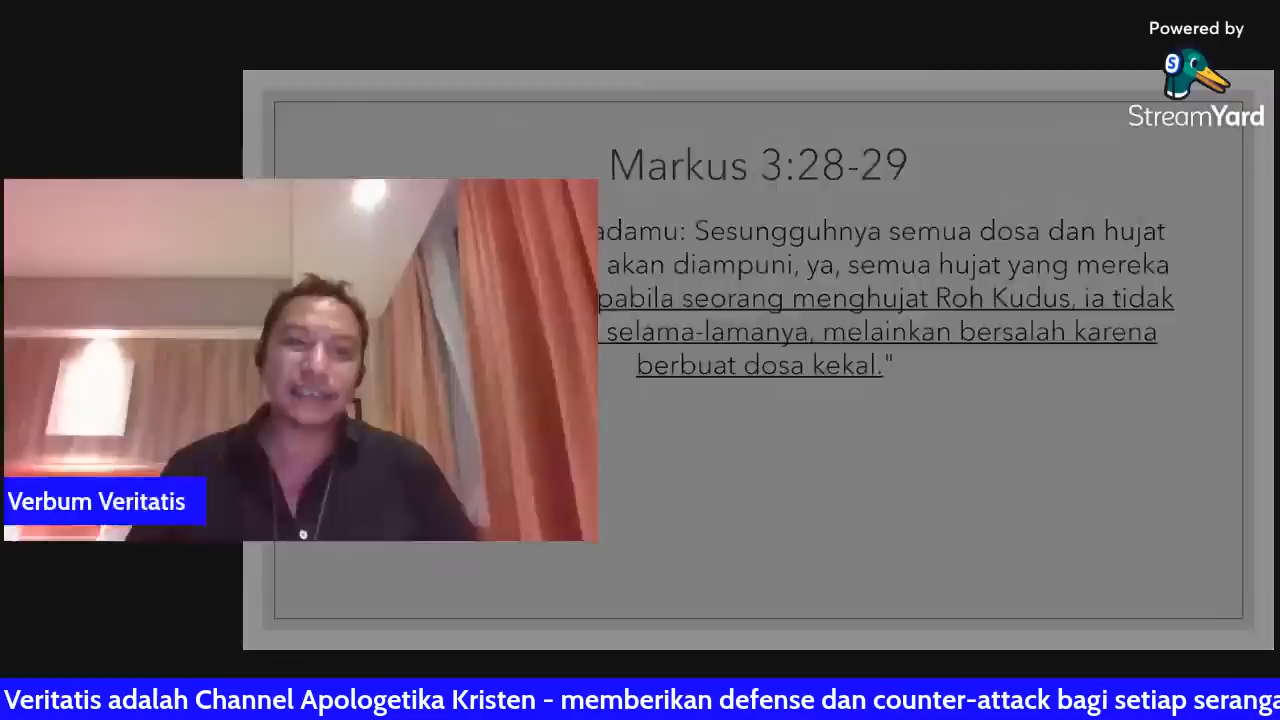 Powered by
S
StreamYard
Markus 3:28-29
adamu: Sesungguhnya semua dosa dan hujat
akan diampuni, ya, semua hujat yang mereka
pabila seorang menghujat Roh Kudus, ia tidak
selama-lamanya, melainkan bersalah karena
berbuat dosa kekal."
Verbum Veritatis
Veritatis adalah Channel Apologetika Kristen - memberikan defense dan counter-attack bagi setiap seranga